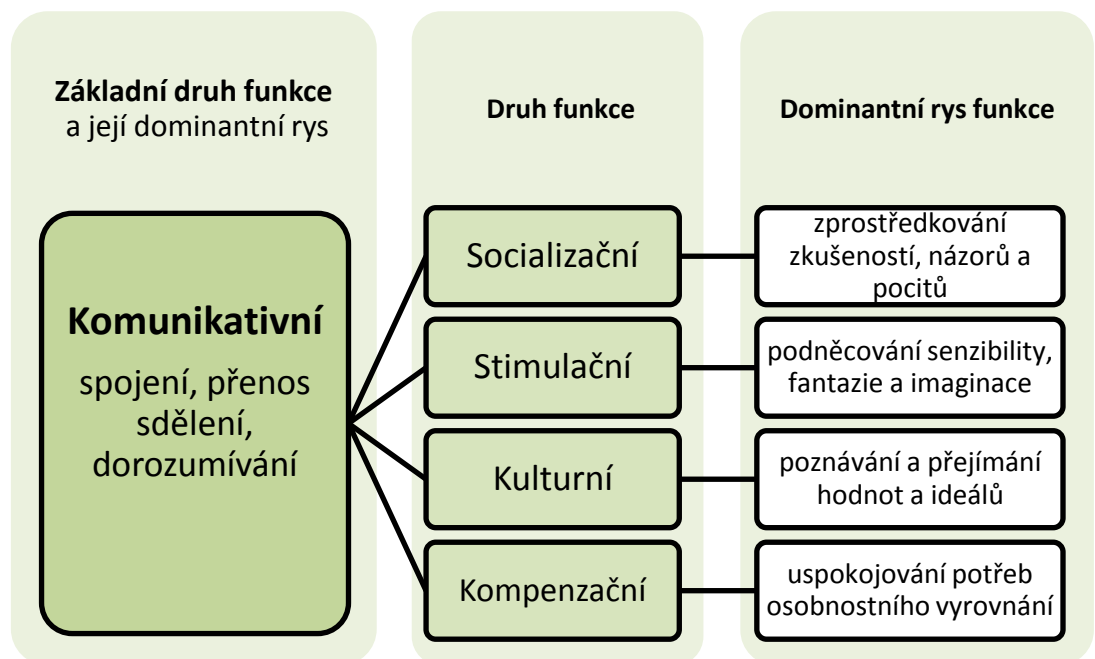 Základní druh funkce
a její dominantní rys
Druh funkce
Dominantní rys funkce
Komunikativní
spojení, přenos
sdělení,
dorozumívání
Socializační
zprostředkování
zkušeností, názorů a
pocitů
Stimulační
podněcování senzibility,
fantazie a imaginace
Kulturní
poznávání a přejímání
hodnot a ideálů
Kompenzační
uspokojování potřeb
osobnostního vyrovnání